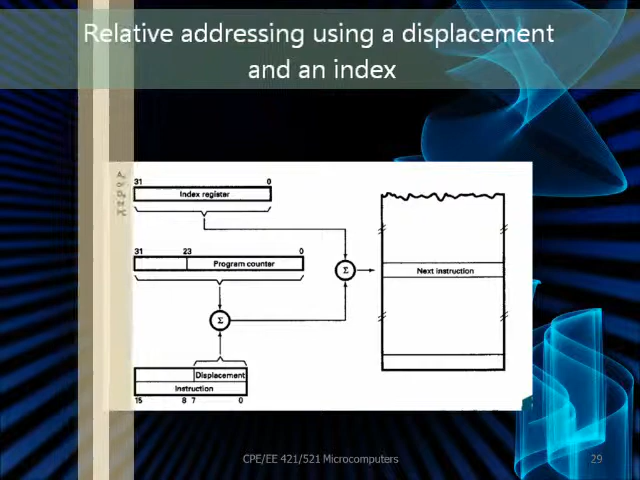 Relative addressing using a displacement
and an index
31 0
Index register
31 23 0
Program counter
Σ
Next instruction
Σ
Displacement
Instruction
15 8 7 0
CPE/EE 421/521 Microcomputers
29